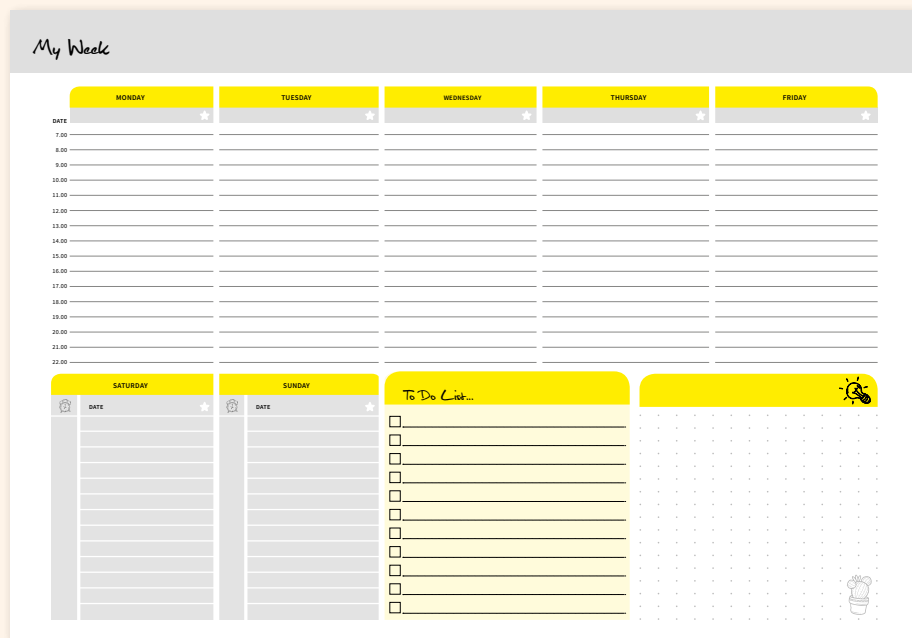 My Week
MONDAY TUESDAY WEDNESDAY THURSDAY FRIDAY
DATE
7.00
8.00
9.00
10.00
11.00
12.00
13.00
14.00
15.00
16.00
17.00
18.00
19.00
20.00
21.00
22.00
SATURDAY SUNDAY
DATE DATE
To Do List...